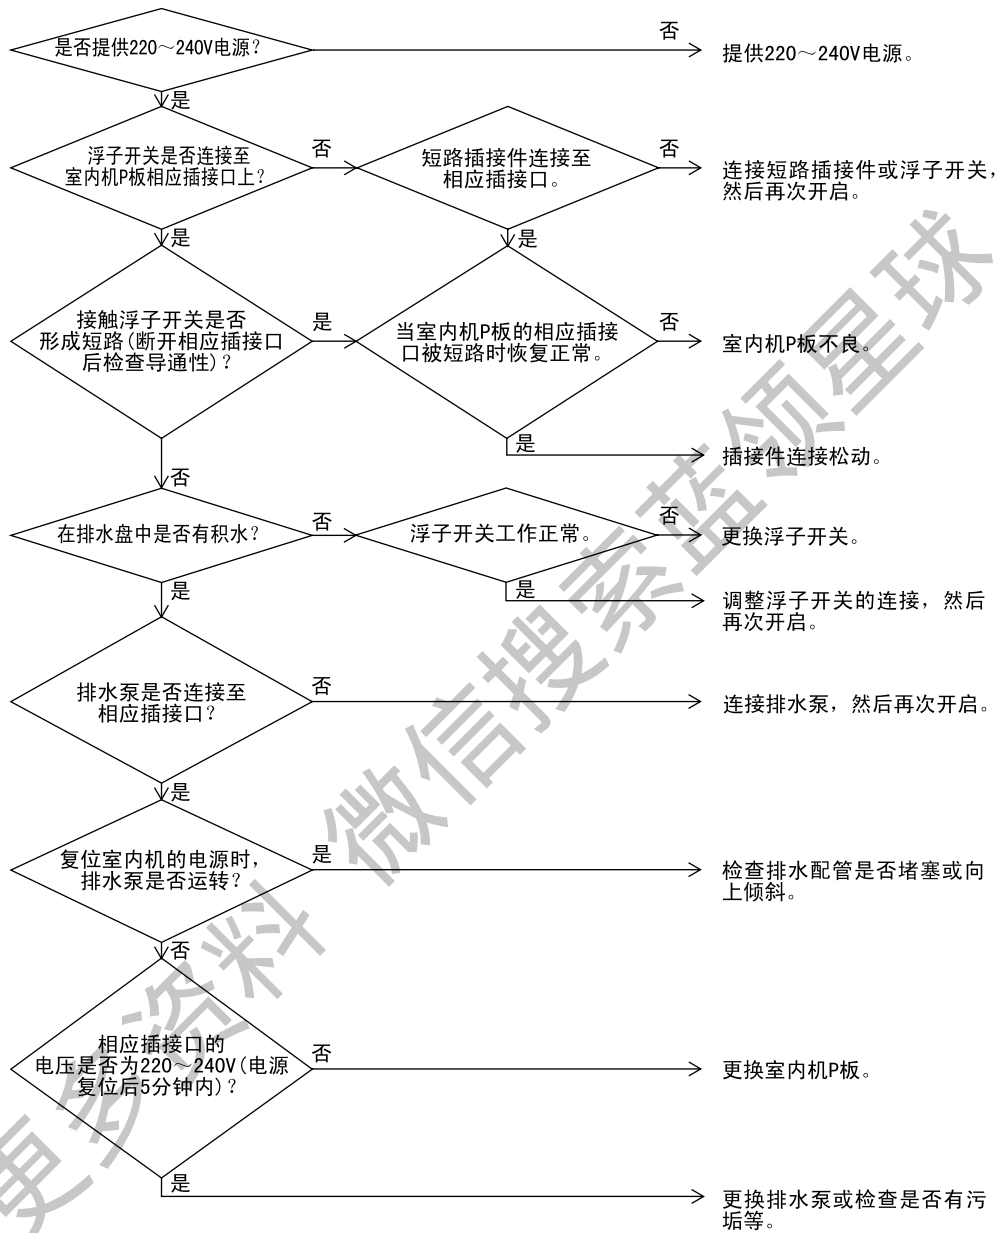 是否提供220～240V电源？
否
提供220～240V电源。
是
浮子开关是否连接至
室内机P板相应插接口上？
否
短路插接件连接至
相应插接口。
否
连接短路插接件或浮子开关，
然后再次开启。
是
是
接触浮子开关是否
形成短路(断开相应插接口
后检查导通性)？
是
当室内机P板的相应插接
口被短路时恢复正常。
否
室内机P板不良。
是
插接件连接松动。
否
在排水盘中是否有积水？
否
浮子开关工作正常。
否
更换浮子开关。
是
是
调整浮子开关的连接，然后
再次开启。
排水泵是否连接至
相应插接口？
否
连接排水泵，然后再次开启。
是
复位室内机的电源时，
排水泵是否运转？
是
检查排水配管是否堵塞或向
上倾斜。
否
相应插接口的
电压是否为220～240V(电源
复位后5分钟内)？
否
更换室内机P板。
是
更换排水泵或检查是否有污
垢等。
更多资料 微信搜索蓝领星球